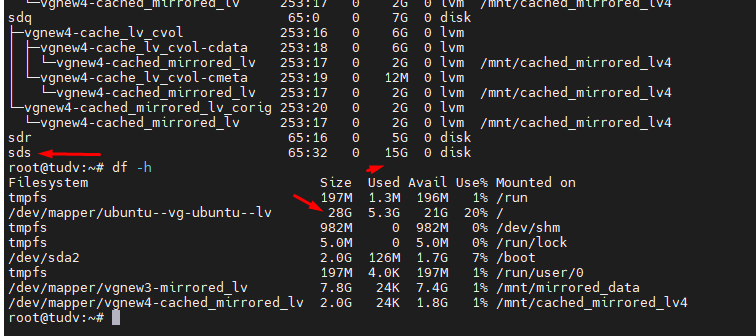 └─vgnew4-cached_mirrored_lv 253:17 0 2G 0 lvm /mnt/cached_mirrored_lv4
sdq 65:0 0 7G 0 disk
├─vgnew4-cache_lv_cvol 253:16 0 6G 0 lvm
│ ├─vgnew4-cache_lv_cvol-cdata 253:18 0 6G 0 lvm
│ │ └─vgnew4-cached_mirrored_lv 253:17 0 2G 0 lvm /mnt/cached_mirrored_lv4
│ └─vgnew4-cache_lv_cvol-cmeta 253:19 0 12M 0 lvm
│   └─vgnew4-cached_mirrored_lv 253:17 0 2G 0 lvm /mnt/cached_mirrored_lv4
└─vgnew4-cached_mirrored_lv_corig 253:20 0 2G 0 lvm
  └─vgnew4-cached_mirrored_lv 253:17 0 2G 0 lvm /mnt/cached_mirrored_lv4
sdr 65:16 0 5G 0 disk
sds 65:32 0 15G 0 disk
root@tudv:~# df -h
Filesystem Size Used Avail Use% Mounted on
tmpfs 197M 1.3M 196M 1% /run
/dev/mapper/ubuntu--vg-ubuntu--lv 28G 5.3G 21G 20% /
tmpfs 982M 0 982M 0% /dev/shm
tmpfs 5.0M 0 5.0M 0% /run/lock
/dev/sda2 2.0G 126M 1.7G 7% /boot
tmpfs 197M 4.0K 197M 1% /run/user/0
/dev/mapper/vgnew3-mirrored_lv 7.8G 24K 7.4G 1% /mnt/mirrored_data
/dev/mapper/vgnew4-cached_mirrored_lv 2.0G 24K 1.8G 1% /mnt/cached_mirrored_lv4
root@tudv:~#